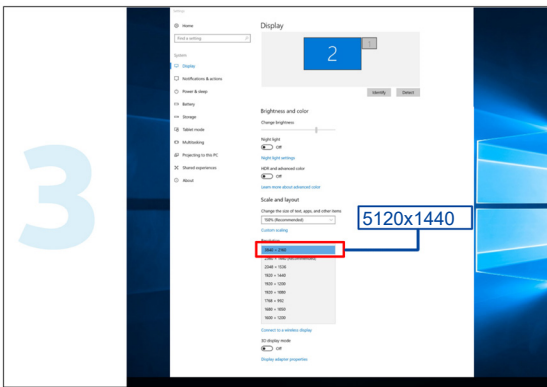 3
Home
Display
Find a setting
2
1
System
Display
Notifications & actions
Power & sleep
Identify
Detect
Battery
Storage
Tablet mode
Multitasking
Projecting to this PC
Shared experiences
About
Brightness and color
Change brightness
Night light
Off
Night light settings
HDR and advanced color
Off
Learn more about advanced color
Scale and layout
Change the size of text, apps, and other items
100% (Recommended)
Custom scaling
5120x1440
Resolution
3840 × 2160
2048 × 1536
1920 × 1440
1920 × 1200
1920 × 1080
1680 × 1050
1600 × 1200
Connect to a wireless display
3D display mode
Off
Display adapter properties